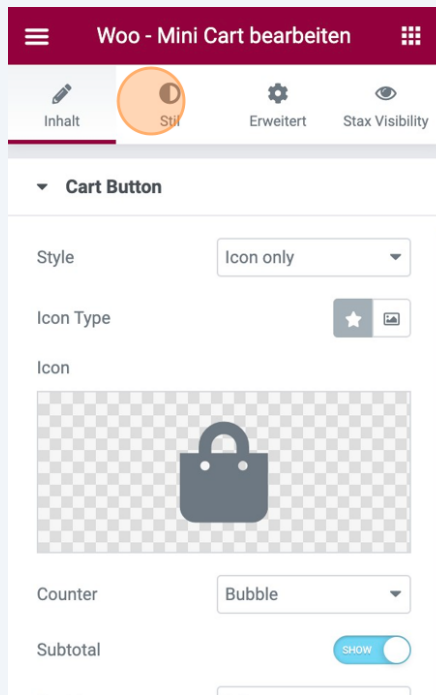 Woo - Mini Cart bearbeiten
Inhalt Stil Erweitert Stax Visibility
Cart Button
Style Icon only
Icon Type
Icon
Counter Bubble
Subtotal SHOW